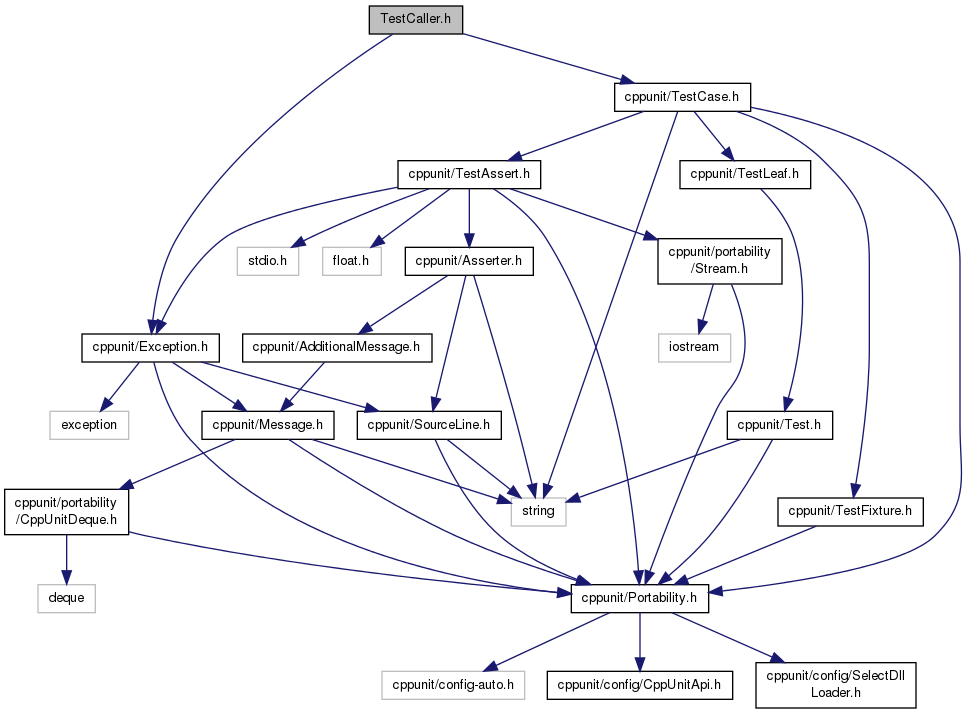 TestCaller.h
cppunit/TestCase.h
cppunit/TestAssert.h
cppunit/TestLeaf.h
stdio.h
float.h
cppunit/Asserter.h
cppunit/portability
/Stream.h
cppunit/Exception.h
cppunit/AdditionalMessage.h
iostream
exception
cppunit/Message.h
cppunit/SourceLine.h
cppunit/Test.h
cppunit/portability
/CppUnitDeque.h
string
cppunit/TestFixture.h
deque
cppunit/Portability.h
cppunit/config-auto.h
cppunit/config/CppUnitApi.h
cppunit/config/SelectDll
Loader.h